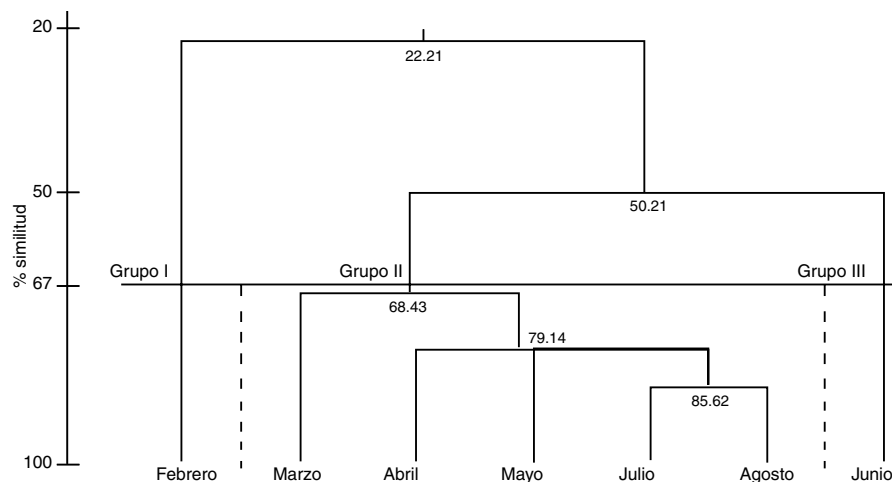 20
22.21
50
50.21
% similitud
Grupo I
Grupo II
Grupo III
67
68.43
79.14
85.62
100
Febrero
Marzo
Abril
Mayo
Julio
Agosto
Junio